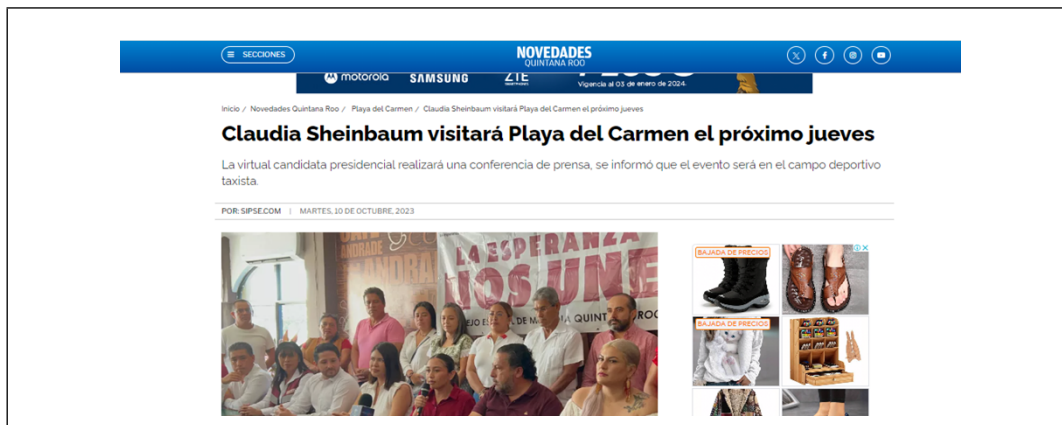 SECCIONES
NOVEDADES
QUINTANA ROO
motorola SAMSUNG ZTE
Vigencia al 03 de enero de 2024.
Inicio / Novedades Quintana Roo / Playa del Carmen / Claudia Sheinbaum visitará Playa del Carmen el próximo jueves
Claudia Sheinbaum visitará Playa del Carmen el próximo jueves
La virtual candidata presidencial realizará una conferencia de prensa, se informó que el evento será en el campo deportivo
taxista.
POR: SIPSE.COM | MARTES, 10 DE OCTUBRE, 2023
ANDRADE
LA ESPERANZA
NOS UNE
QUINT
BAJADA DE PRECIOS
BAJADA DE PRECIOS